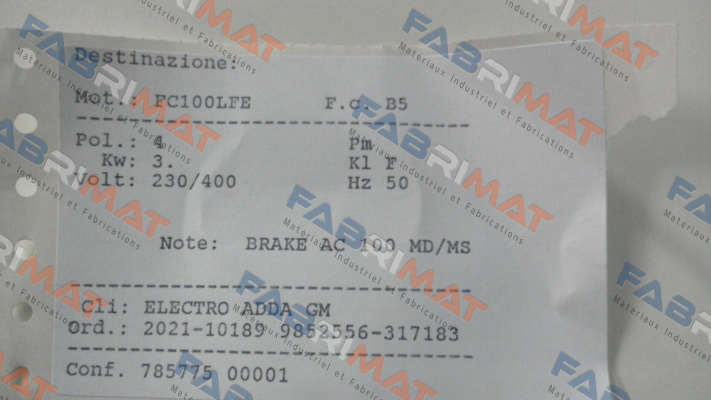 Destinazione:
Mot.: FC100LFE F.c. B5
Pol.: 4 Pm
Kw: 3. Kl F
Volt: 230/400 Hz 50
Note: BRAKE AC 100 MD/MS
Cli: ELECTRO ADDA GM
Ord.: 2021-10189 9852556-317183
Conf. 785775 00001
FABRIMAT
Materiaux Industriel et Fabrications